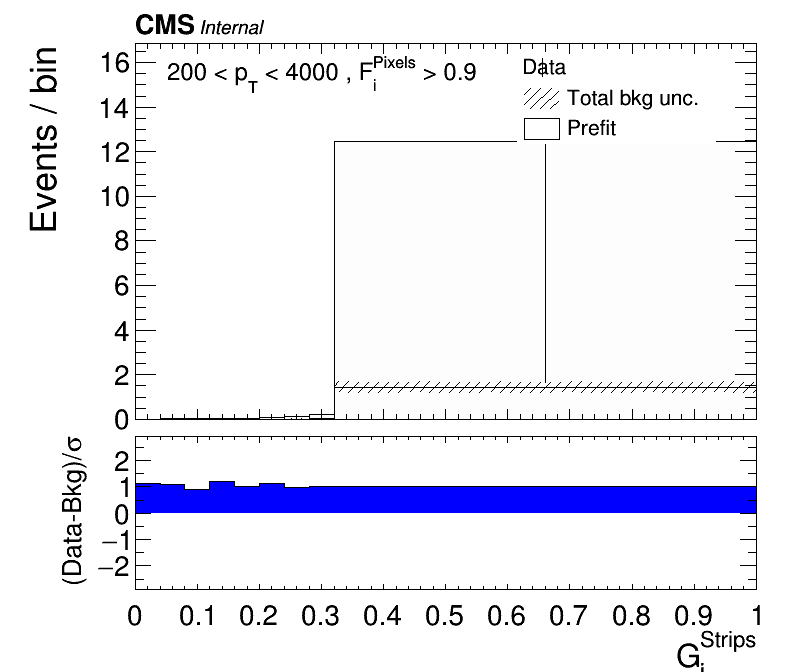 CMS Internal
Events / bin
16
14
12
10
8
6
4
2
0
200 < p_T < 4000 , F_i^Pixels > 0.9
Data
Total bkg unc.
Prefit
(Data-Bkg)/σ
2
1
0
−1
−2
0 0.1 0.2 0.3 0.4 0.5 0.6 0.7 0.8 0.9 1
G_i^Strips